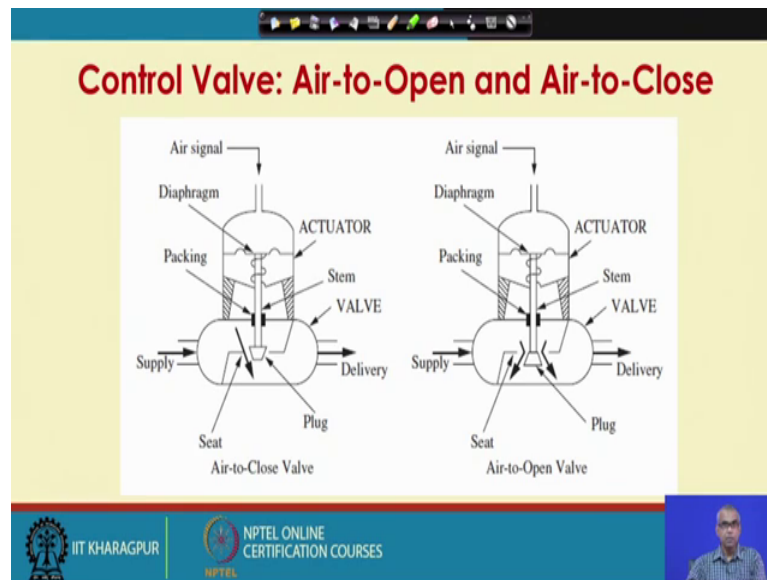 Control Valve: Air-to-Open and Air-to-Close
Air signal
Diaphragm
ACTUATOR
Packing
Stem
VALVE
Supply
Delivery
Plug
Seat
Air-to-Close Valve
Air signal
Diaphragm
ACTUATOR
Packing
Stem
VALVE
Supply
Delivery
Plug
Seat
Air-to-Open Valve
IIT KHARAGPUR
NPTEL
NPTEL ONLINE
CERTIFICATION COURSES